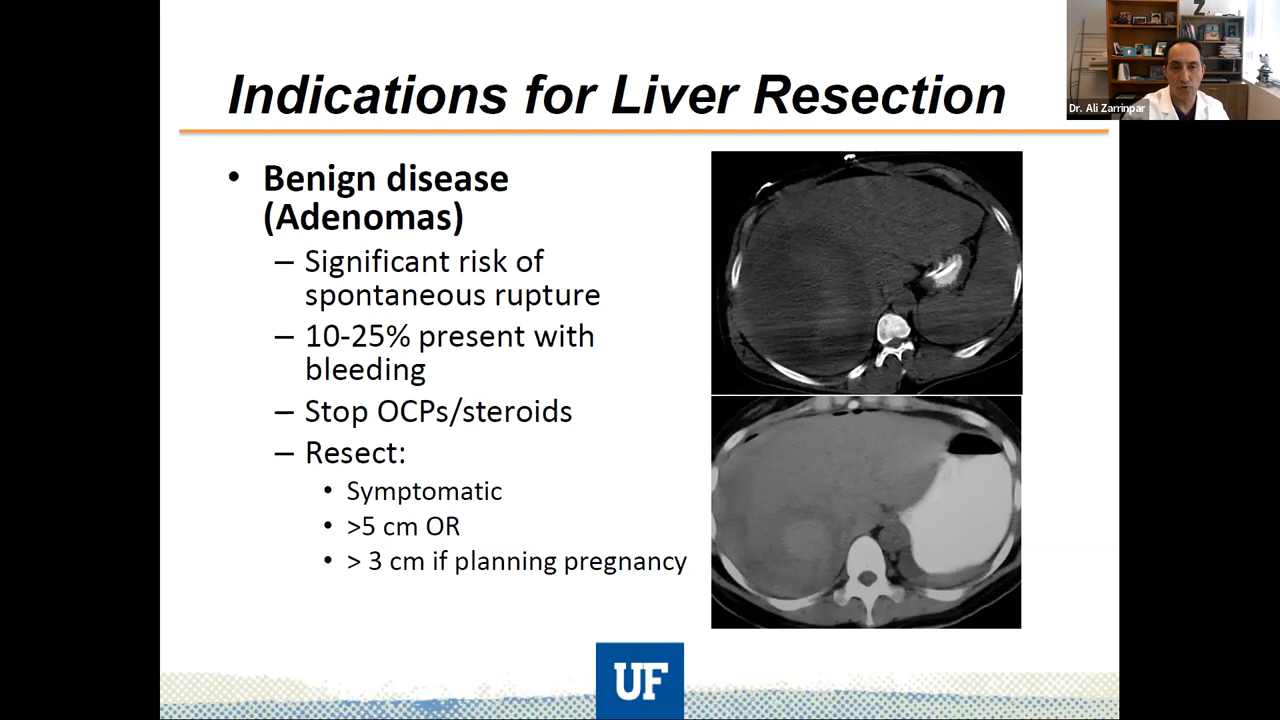 Indications for Liver Resection
Dr. Ali Zarrinpar
• Benign disease
(Adenomas)
– Significant risk of
spontaneous rupture
– 10-25% present with
bleeding
– Stop OCPs/steroids
– Resect:
• Symptomatic
• >5 cm OR
• > 3 cm if planning pregnancy
UF